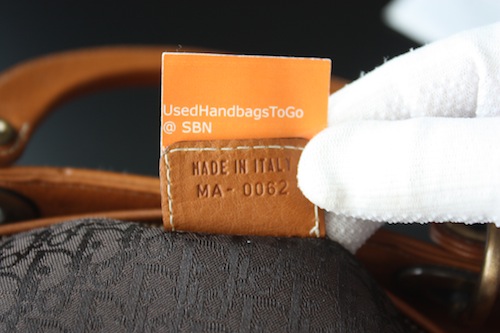 UsedHandbagsToGo
@ SBN
MADE IN ITALY
MA-0062